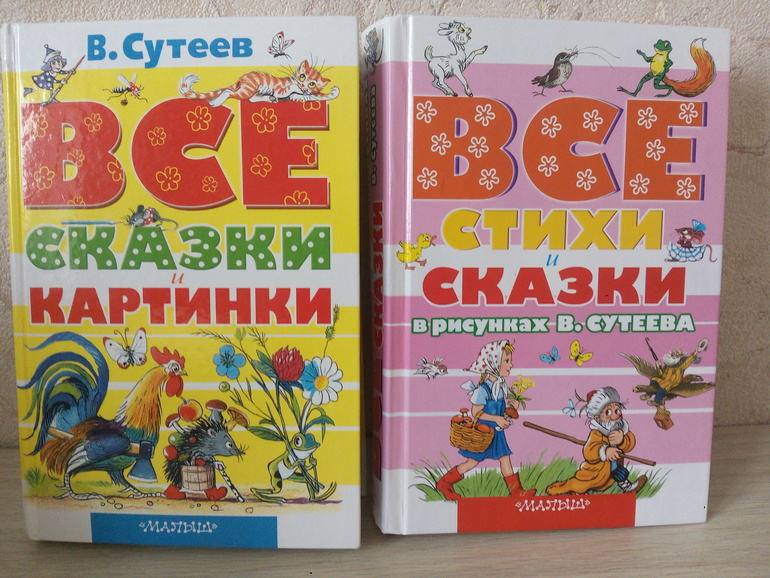 В. Сутеев
ВСЕ
СКАЗКИ
и
КАРТИНКИ
«МАЛЫШ»
ВСЕ
СТИХИ
и
СКАЗКИ
в рисунках В. СУТЕЕВА
«МАЛЫШ»